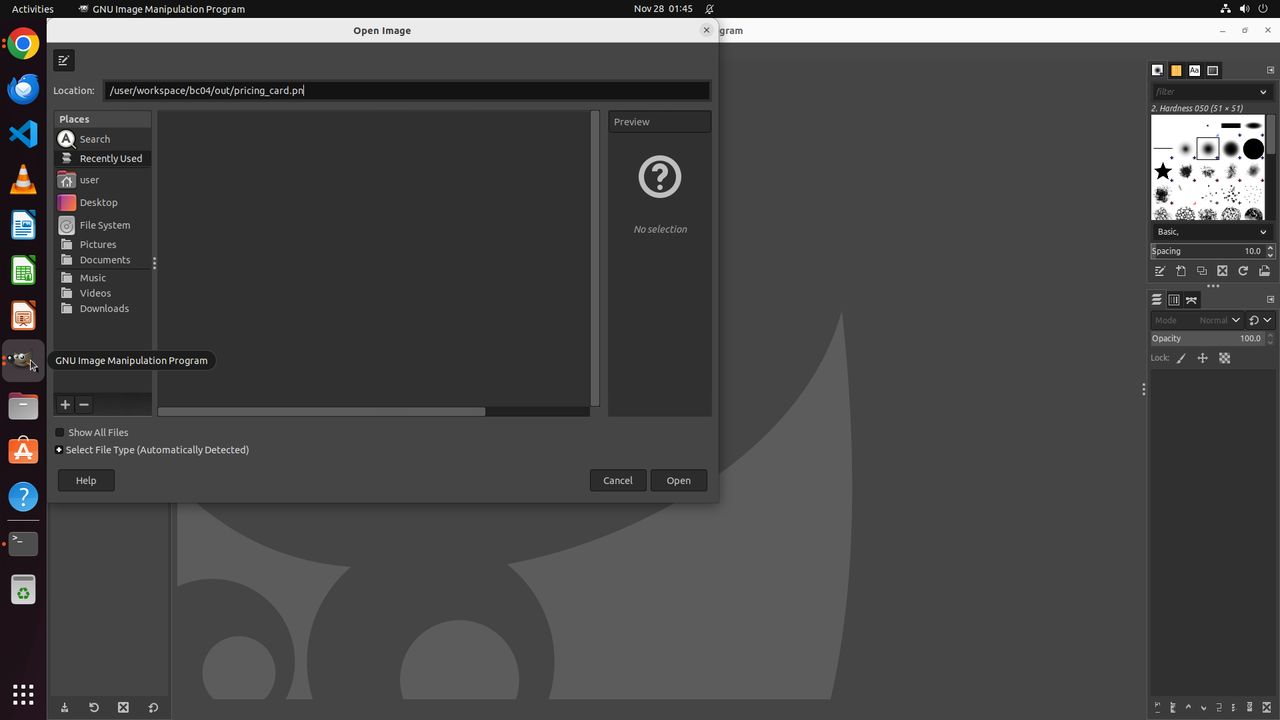 Activities
GNU Image Manipulation Program
Nov 28 01:45
Open Image
gram
Location:
/user/workspace/bc04/out/pricing_card.pn
Places
Search
Recently Used
user
Desktop
File System
Pictures
Documents
Music
Videos
Downloads
Preview
No selection
GNU Image Manipulation Program
Show All Files
Select File Type (Automatically Detected)
Help
Cancel
Open
filter
2. Hardness 050 (51 × 51)
Basic,
Spacing
10.0
Mode
Normal
Opacity
100.0
Lock: